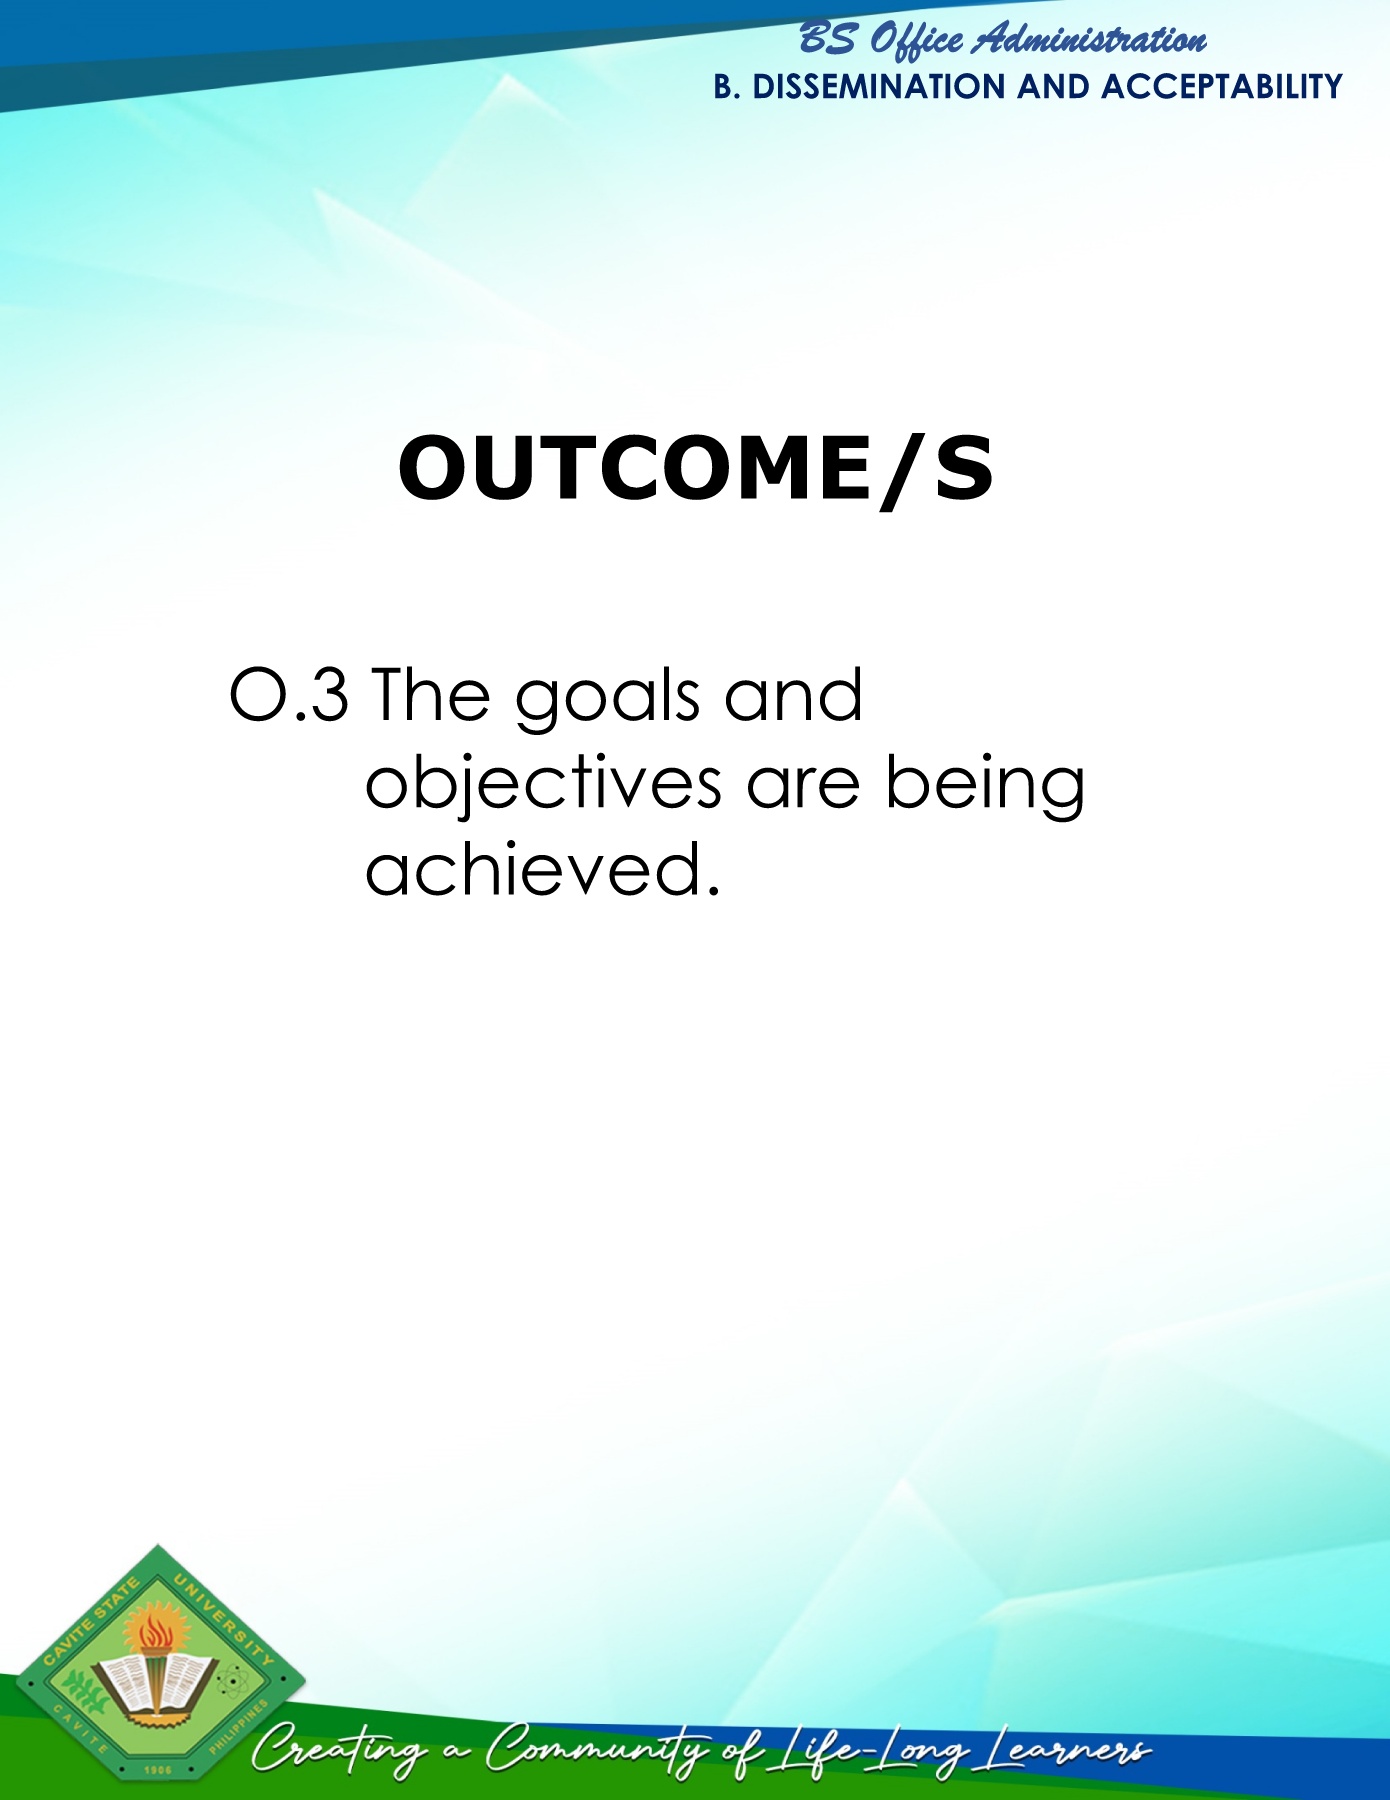 BS Office Administration
B. DISSEMINATION AND ACCEPTABILITY
OUTCOME/S
O.3 The goals and
objectives are being
achieved.
CAVITE STATE UNIVERSITY
CAVITE PHILIPPINES
1906
Creating a Community of Life-Long Learners